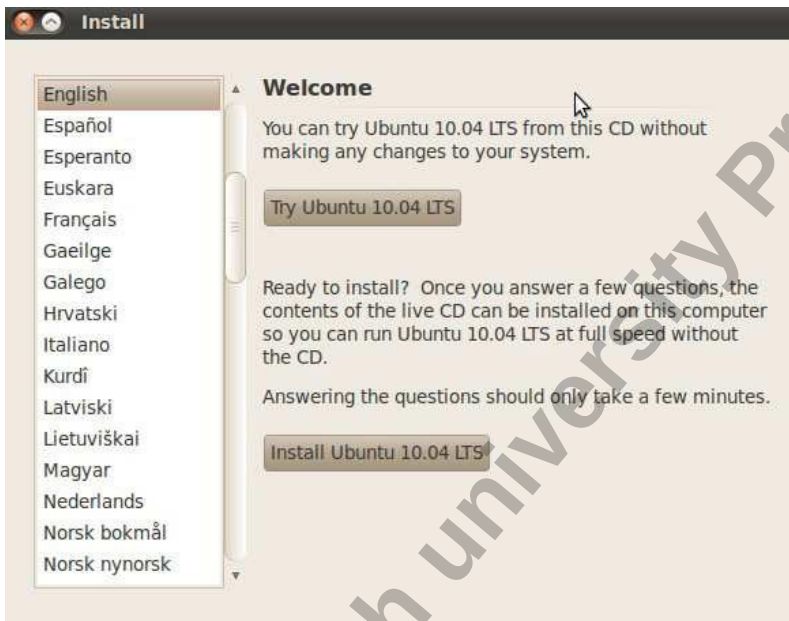 Install
English
Español
Esperanto
Euskara
Français
Gaeilge
Galego
Hrvatski
Italiano
Kurdî
Latviski
Lietuviškai
Magyar
Nederlands
Norsk bokmål
Norsk nynorsk
Welcome
You can try Ubuntu 10.04 LTS from this CD without
making any changes to your system.
Try Ubuntu 10.04 LTS
Ready to install? Once you answer a few questions, the
contents of the live CD can be installed on this computer
so you can run Ubuntu 10.04 LTS at full speed without
the CD.
Answering the questions should only take a few minutes.
Install Ubuntu 10.04 LTS
university